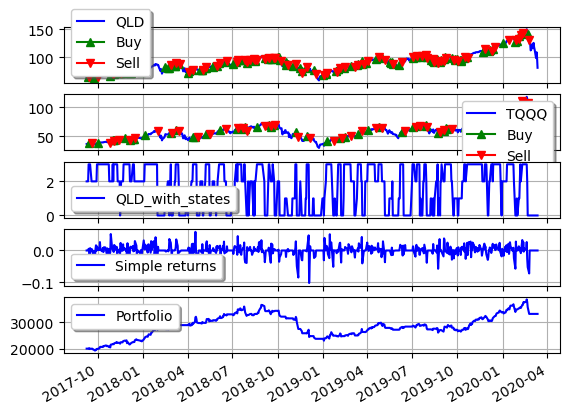 150
100
QLD
Buy
Sell
100
50
TQQQ
Buy
Sell
2
0
QLD_with_states
0.0
−0.1
Simple returns
30000
20000
Portfolio
2017-10
2018-01
2018-04
2018-07
2018-10
2019-01
2019-04
2019-07
2019-10
2020-01
2020-04